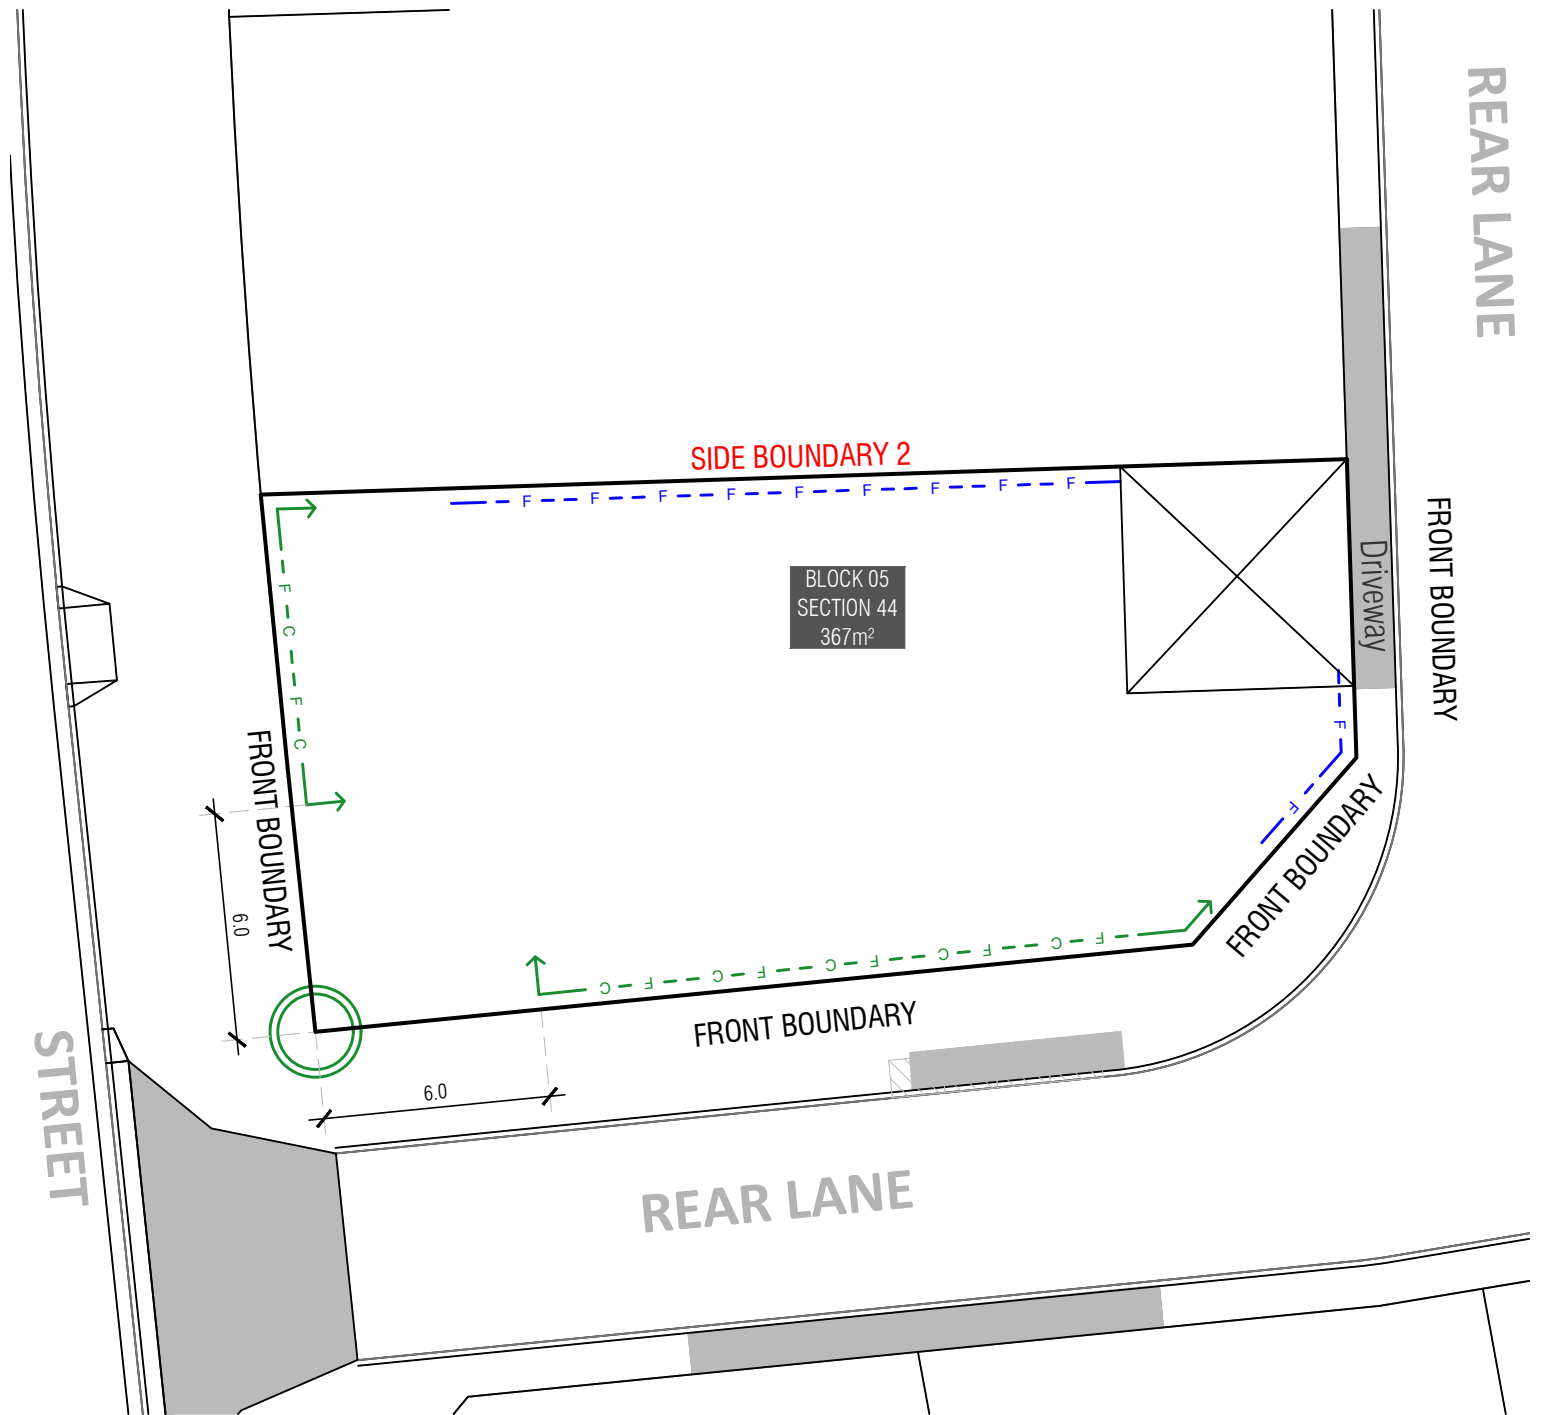 REAR LANE
SIDE BOUNDARY 2
F F F F F F F F F
BLOCK 05
SECTION 44
367m²
Driveway
FRONT BOUNDARY
F
C
F
C
F
F
FRONT BOUNDARY
6.0
FRONT BOUNDARY
C F C F C F C F C F
FRONT BOUNDARY
6.0
STREET
REAR LANE